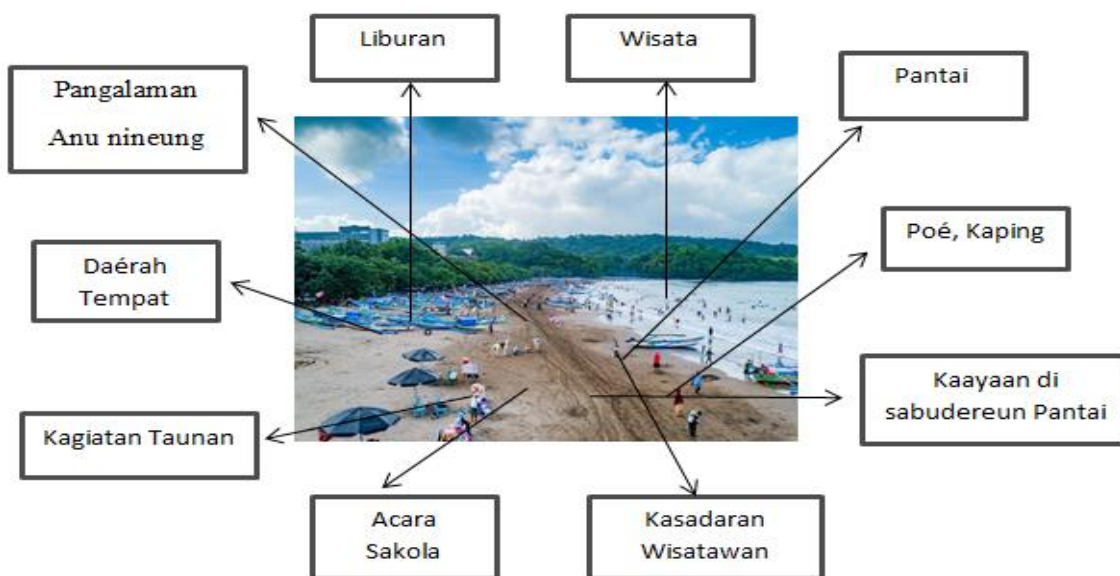 Liburan
Wisata
Pantai
Pangalaman
Anu nineung
Poé, Kaping
Daérah
Tempat
Kaayaan di
sabudereun Pantai
Kagiatan Taunan
Acara
Sakola
Kasadaran
Wisatawan